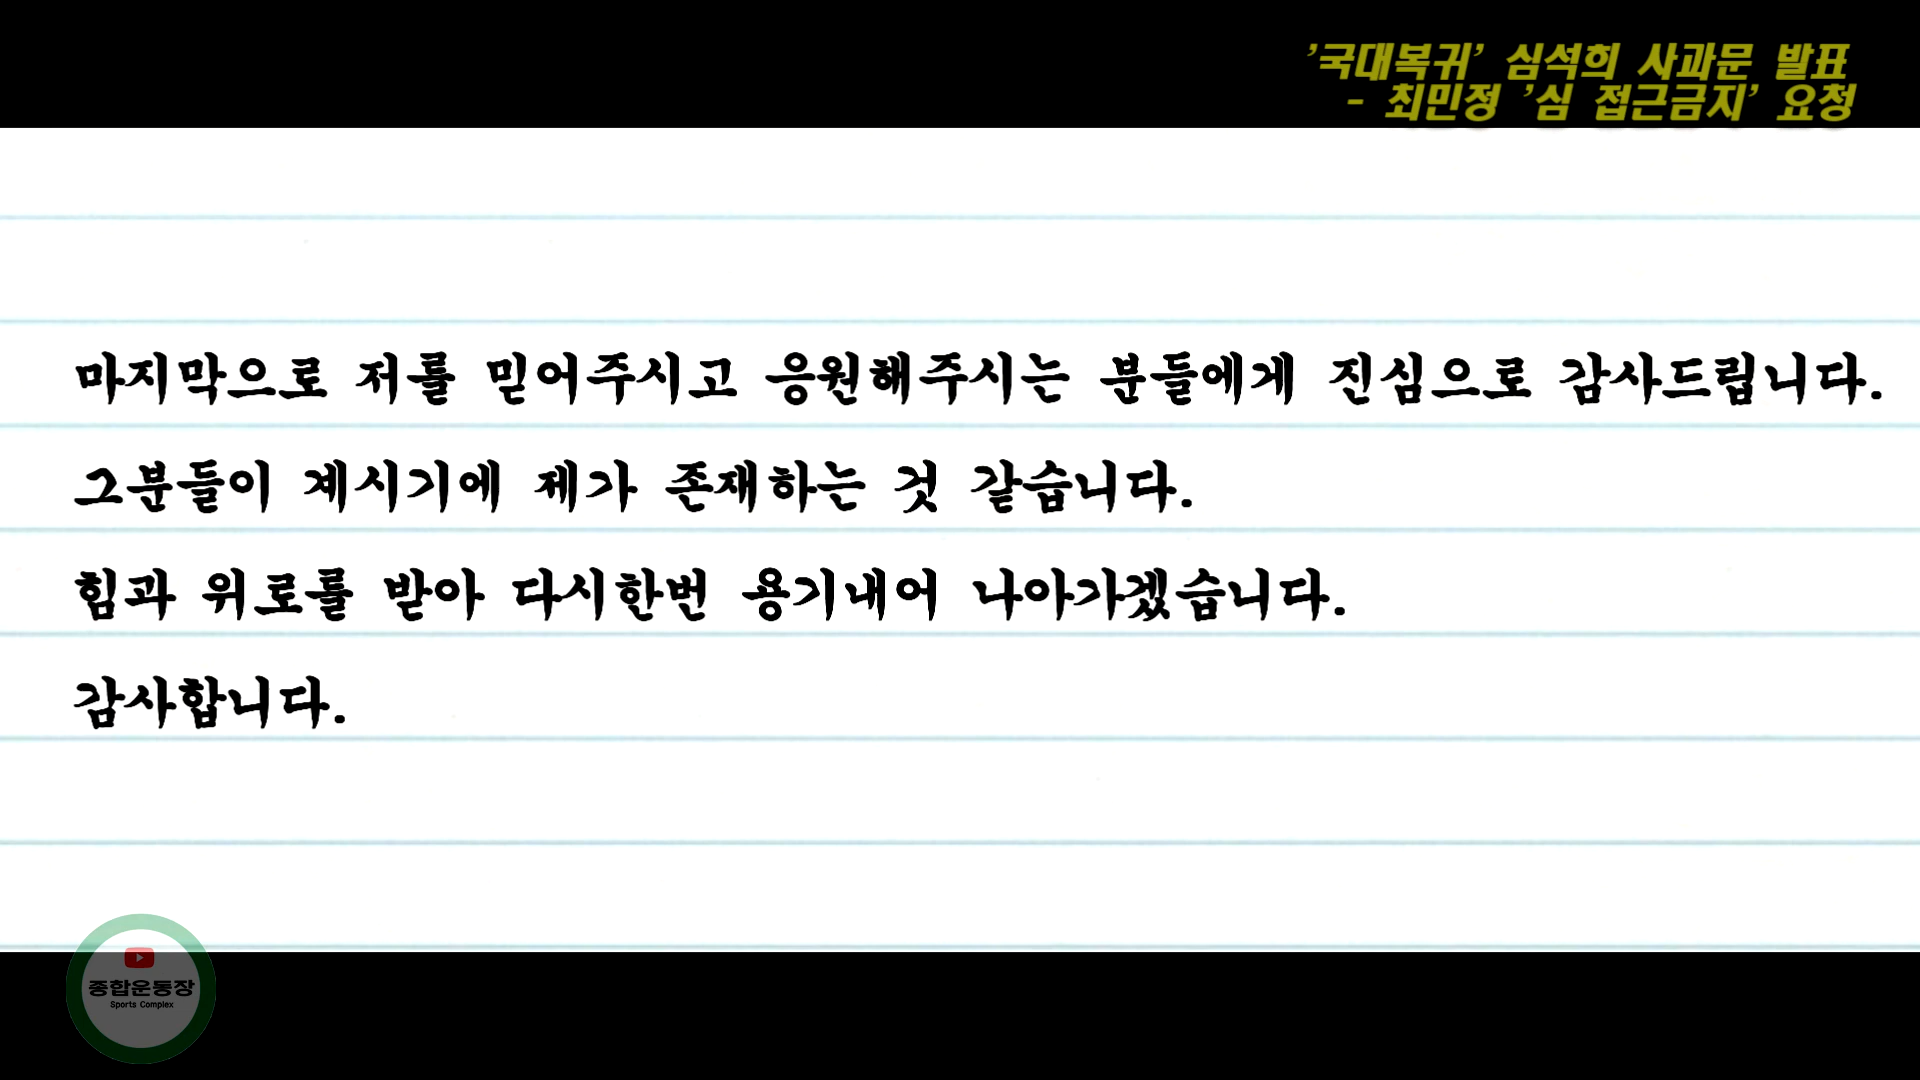 '국대복귀' 심석희 사과문 발표
- 최민정 '심 접근금지' 요청
마지막으로 저를 믿어주시고 응원해주시는 분들에게 진심으로 감사드립니다.
그분들이 계시기에 제가 존재하는 것 같습니다.
힘과 위로를 받아 다시한번 용기내어 나아가겠습니다.
감사합니다.
종합운동장
Sports Complex